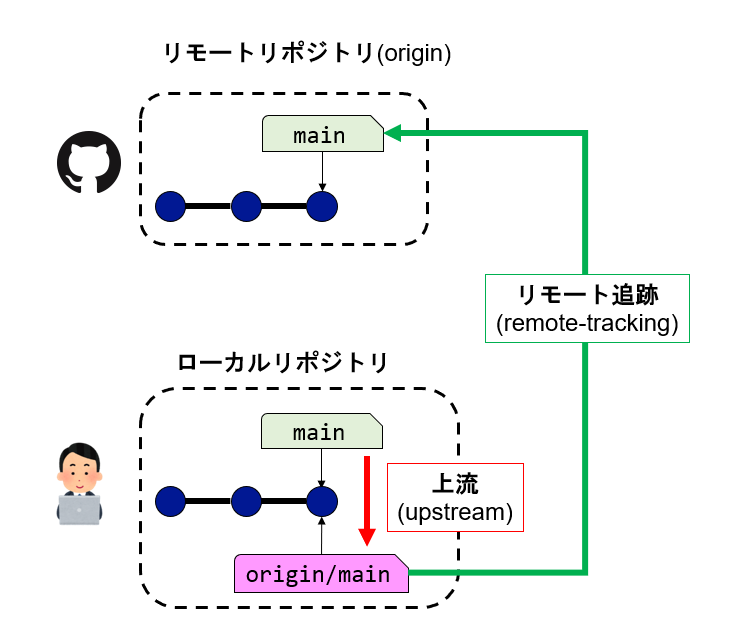 リモートリポジトリ(origin)
main
リモート追跡
(remote-tracking)
ローカルリポジトリ
main
上流
(upstream)
origin/main